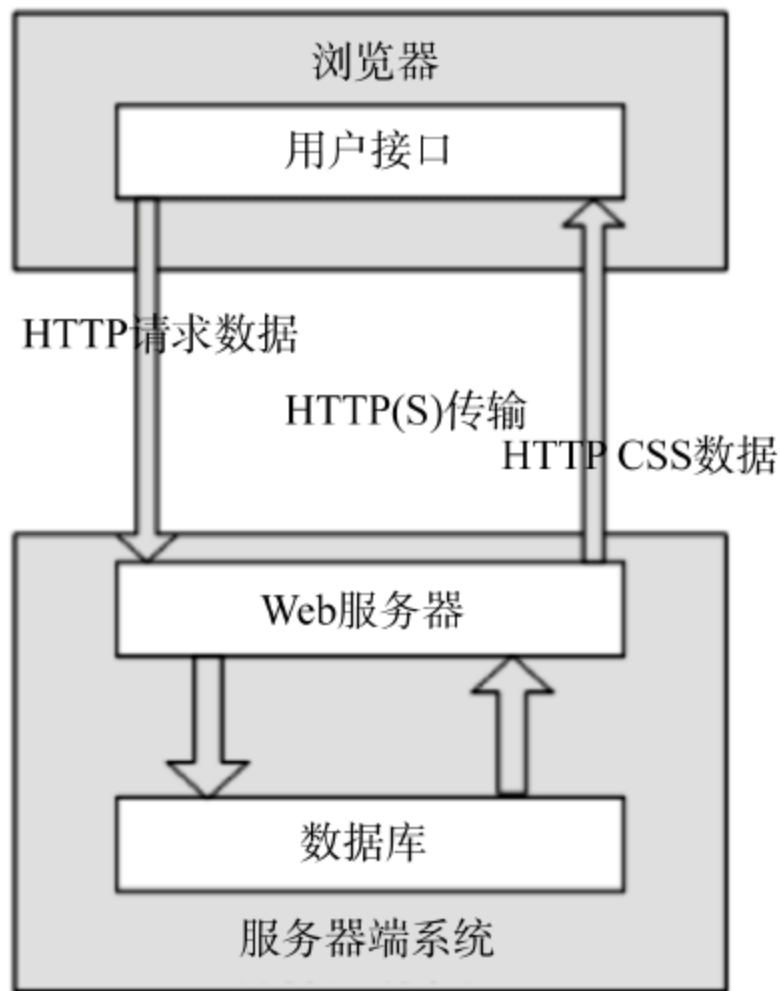 浏览器
用户接口
HTTP请求数据
HTTP(S)传输
HTTP CSS数据
Web服务器
数据库
服务器端系统